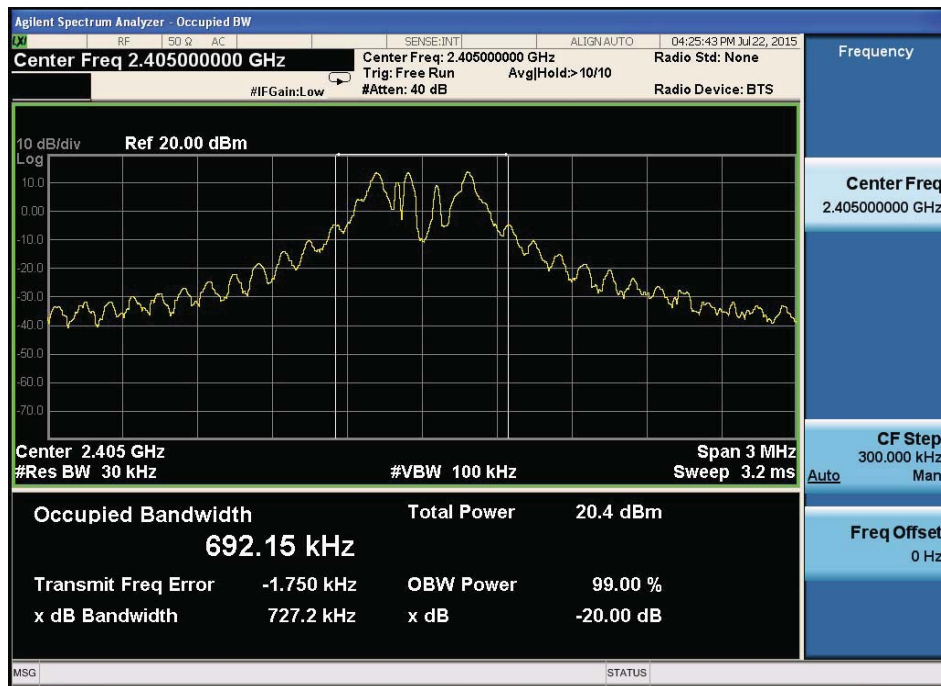 Agilent Spectrum Analyzer - Occupied BW
LXI RF 50 Ω AC SENSE:INT ALIGN AUTO 04:25:43 PM Jul 22, 2015
Center Freq 2.405000000 GHz
Center Freq: 2.405000000 GHz
Radio Std: None
Trig: Free Run Avg|Hold:>10/10
#IFGain:Low
#Atten: 40 dB
Radio Device: BTS
10 dB/div Ref 20.00 dBm
Log
10.0
0.00
-10.0
-20.0
-30.0
-40.0
-50.0
-60.0
-70.0
Center 2.405 GHz Span 3 MHz
#Res BW 30 kHz #VBW 100 kHz Sweep 3.2 ms
Occupied Bandwidth Total Power 20.4 dBm
692.15 kHz
Transmit Freq Error -1.750 kHz OBW Power 99.00 %
x dB Bandwidth 727.2 kHz x dB -20.00 dB
MSG STATUS
Frequency
Center Freq
2.405000000 GHz
CF Step
300.000 kHz
Auto Man
Freq Offset
0 Hz